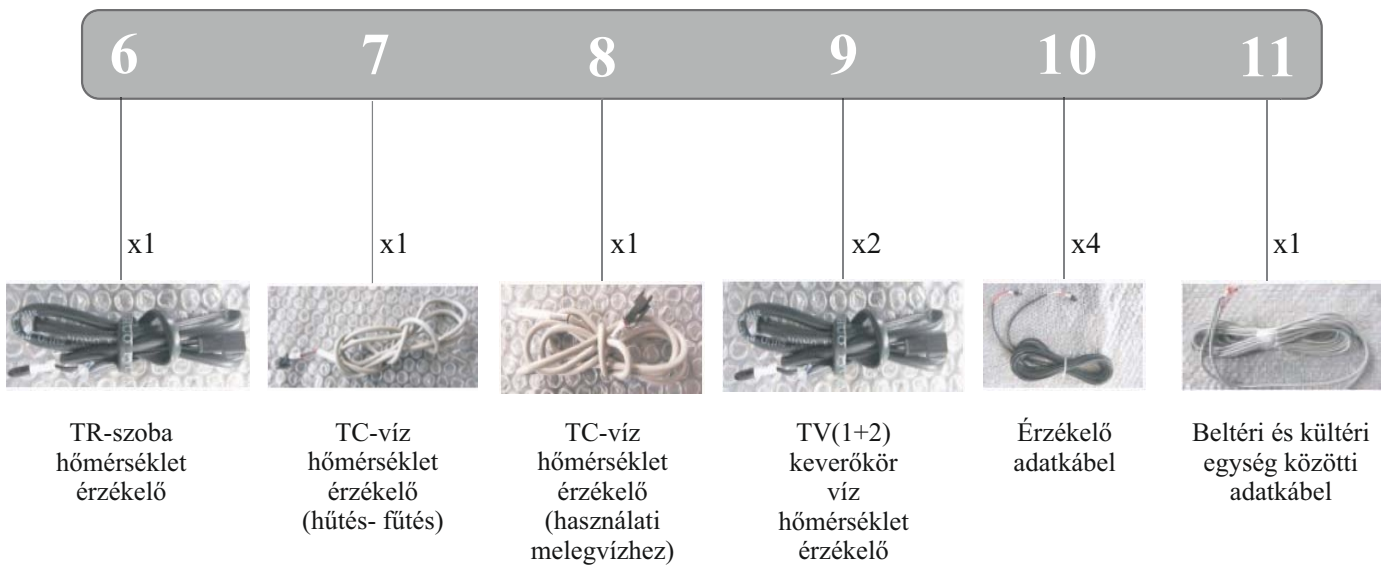 6 7 8 9 10 11
x1 x1 x1 x2 x4 x1
TR-szoba
hőmérséklet
érzékelő
TC-víz
hőmérséklet
érzékelő
(hűtés- fűtés)
TC-víz
hőmérséklet
érzékelő
(használati
melegvízhez)
TV(1+2)
keverőkör
víz
hőmérséklet
érzékelő
Érzékelő
adatkábel
Beltéri és kültéri
egység közötti
adatkábel